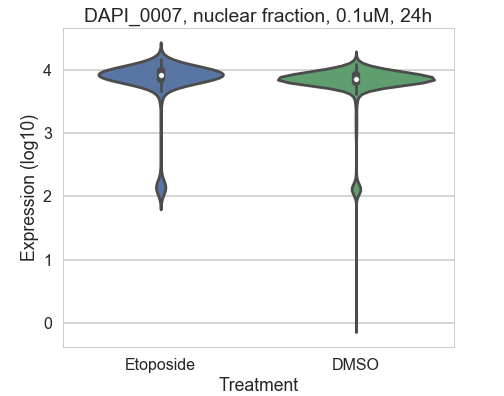 DAPI_0007, nuclear fraction, 0.1uM, 24h
4
3
2
1
0
Expression (log10)
Etoposide DMSO
Treatment